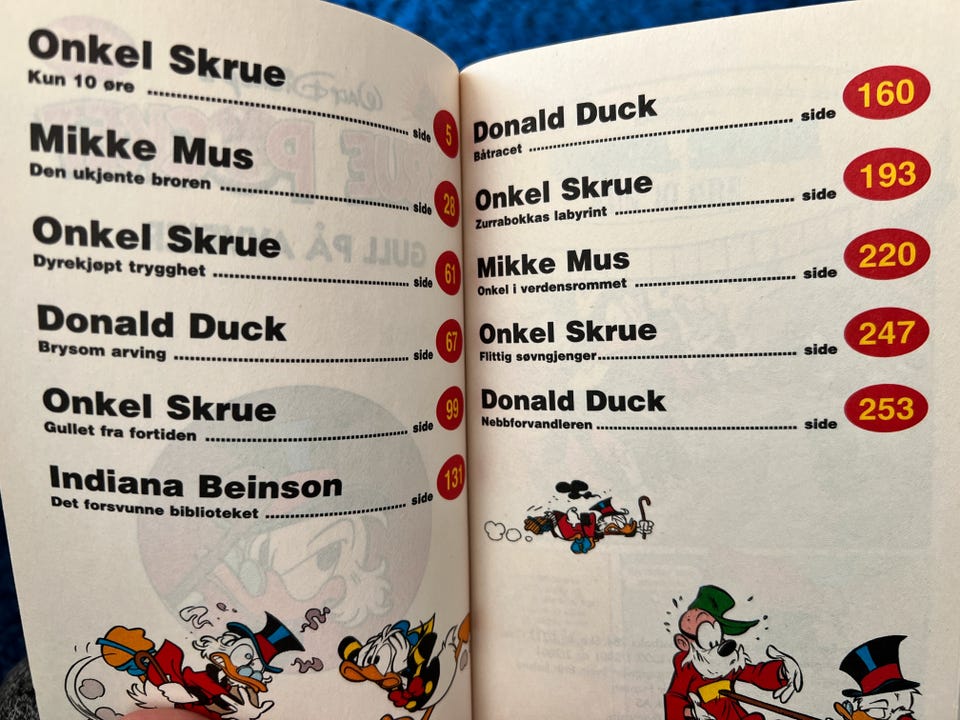 Onkel Skrue
Kun 10 øre ........ side 5
Mikke Mus
Den ukjente broren ........ side 28
Onkel Skrue
Dyrekjøpt trygghet ........ side 61
Donald Duck
Brysom arving ........ side 67
Onkel Skrue
Gullet fra fortiden ........ side 99
Indiana Beinson
Det forsvunne biblioteket ........ side 131
Donald Duck
Båtracet ........ side 160
Onkel Skrue
Zurrabokkas labyrint ........ side 193
Mikke Mus
Onkel i verdensrommet ........ side 220
Onkel Skrue
Flittig søvngjenger ........ side 247
Donald Duck
Nebbforvandleren ........ side 253